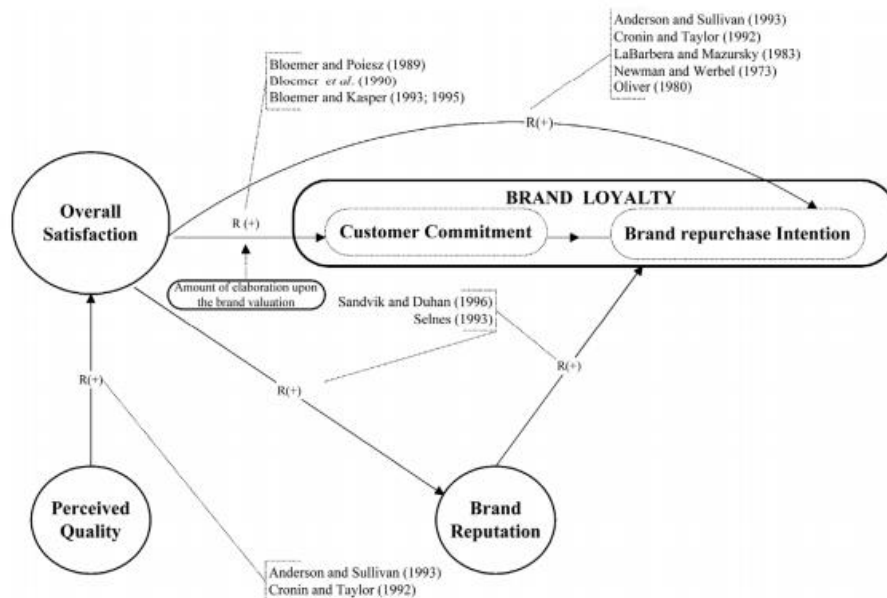 Anderson and Sullivan (1993)
Cronin and Taylor (1992)
LaBarbera and Mazursky (1983)
Newman and Werbel (1973)
Oliver (1980)
Bloemer and Poiesz (1989)
Bloemer et al. (1990)
Bloemer and Kasper (1993; 1995)
R(+)
BRAND LOYALTY
Overall
Satisfaction
R (+)
Customer Commitment
Brand repurchase Intention
Amount of elaboration upon
the brand valuation
Sandvik and Duhan (1996)
Selnes (1993)
R(+)
R(+)
R(+)
Perceived
Quality
Brand
Reputation
Anderson and Sullivan (1993)
Cronin and Taylor (1992)